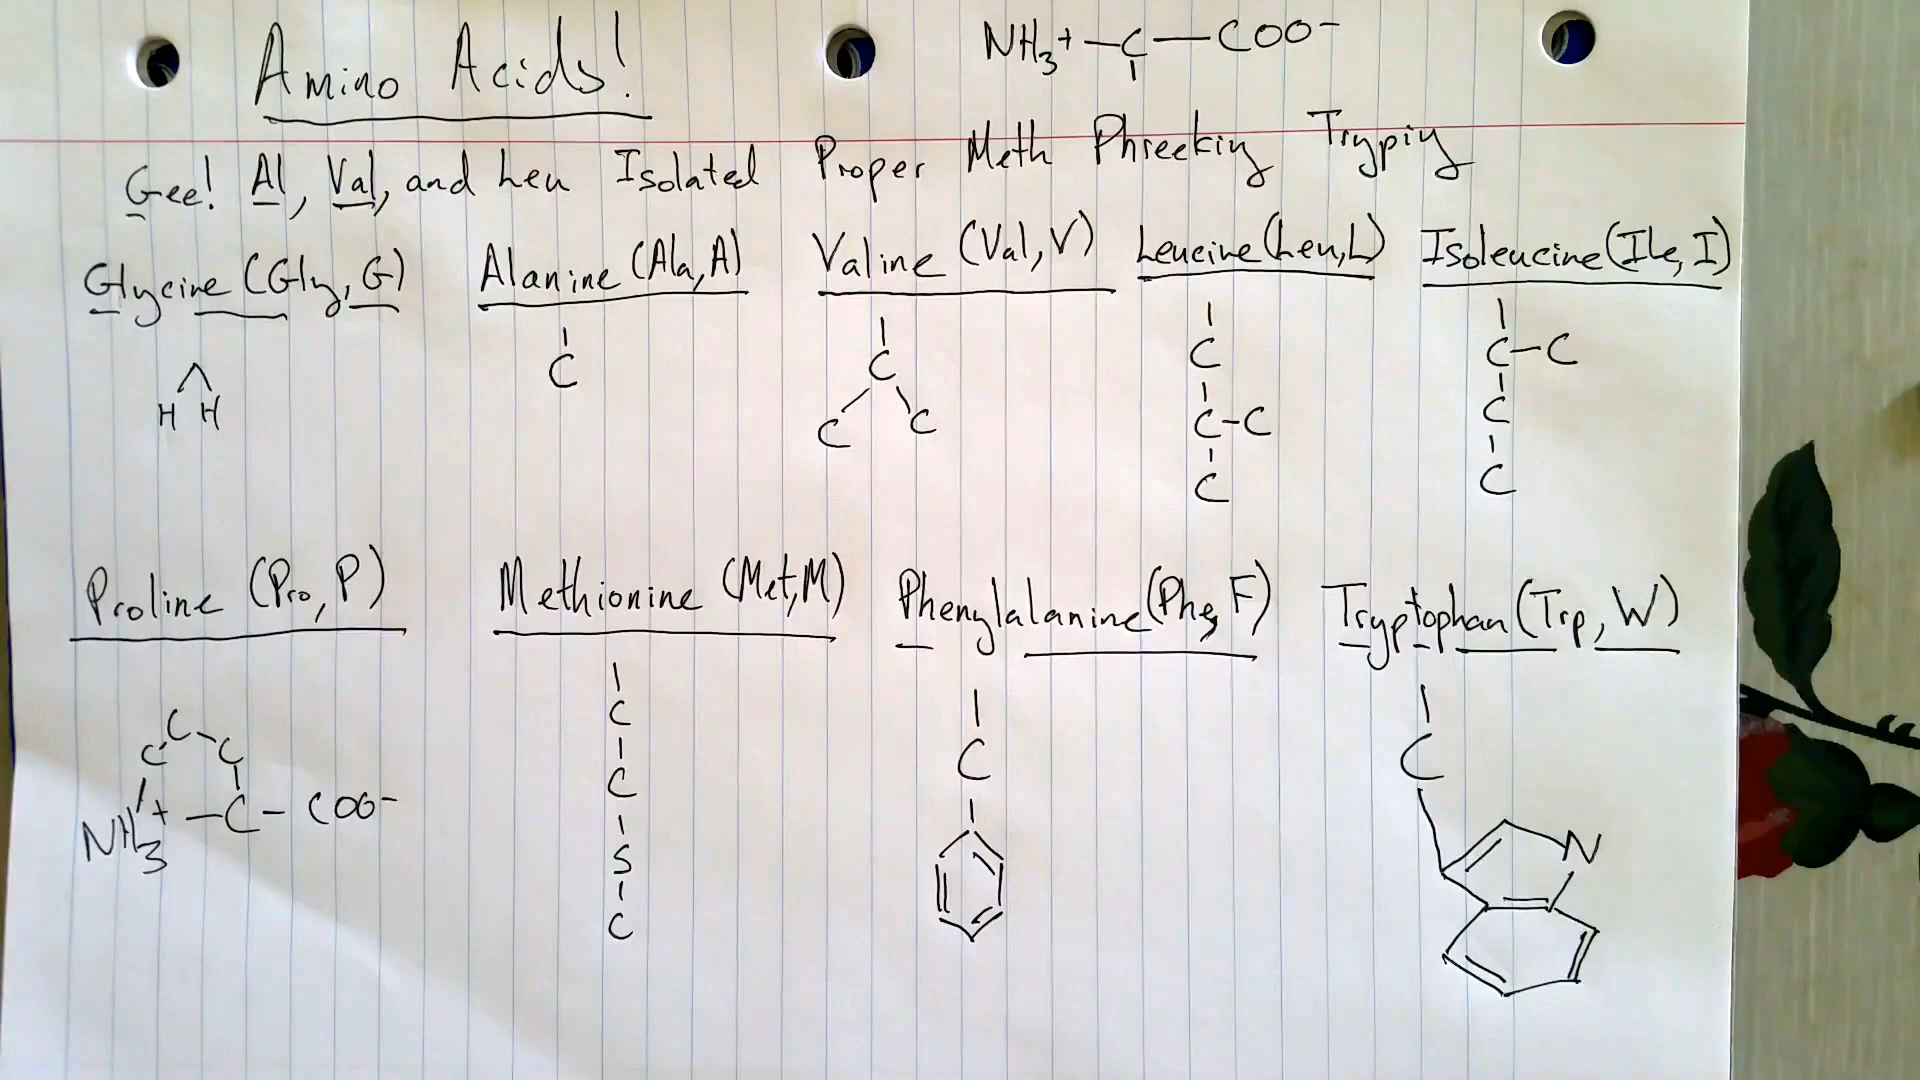 Amino Acids!
NH3+ – C – COO-
Gee! Al, Val, and Leu Isolated Proper Meth Phreeking Tryping
Glycine (Gly, G) Alanine (Ala, A) Valine (Val, V) Leucine (Leu, L) Isoleucine (Ile, I)
H H
C
C
C C
C
C-C
C
C-C
C
C
Proline (Pro, P) Methionine (Met, M) Phenylalanine (Phe, F) Tryptophan (Trp, W)
C
C C
NH3+ – C – COO-
C
C
S
C
C
C
N